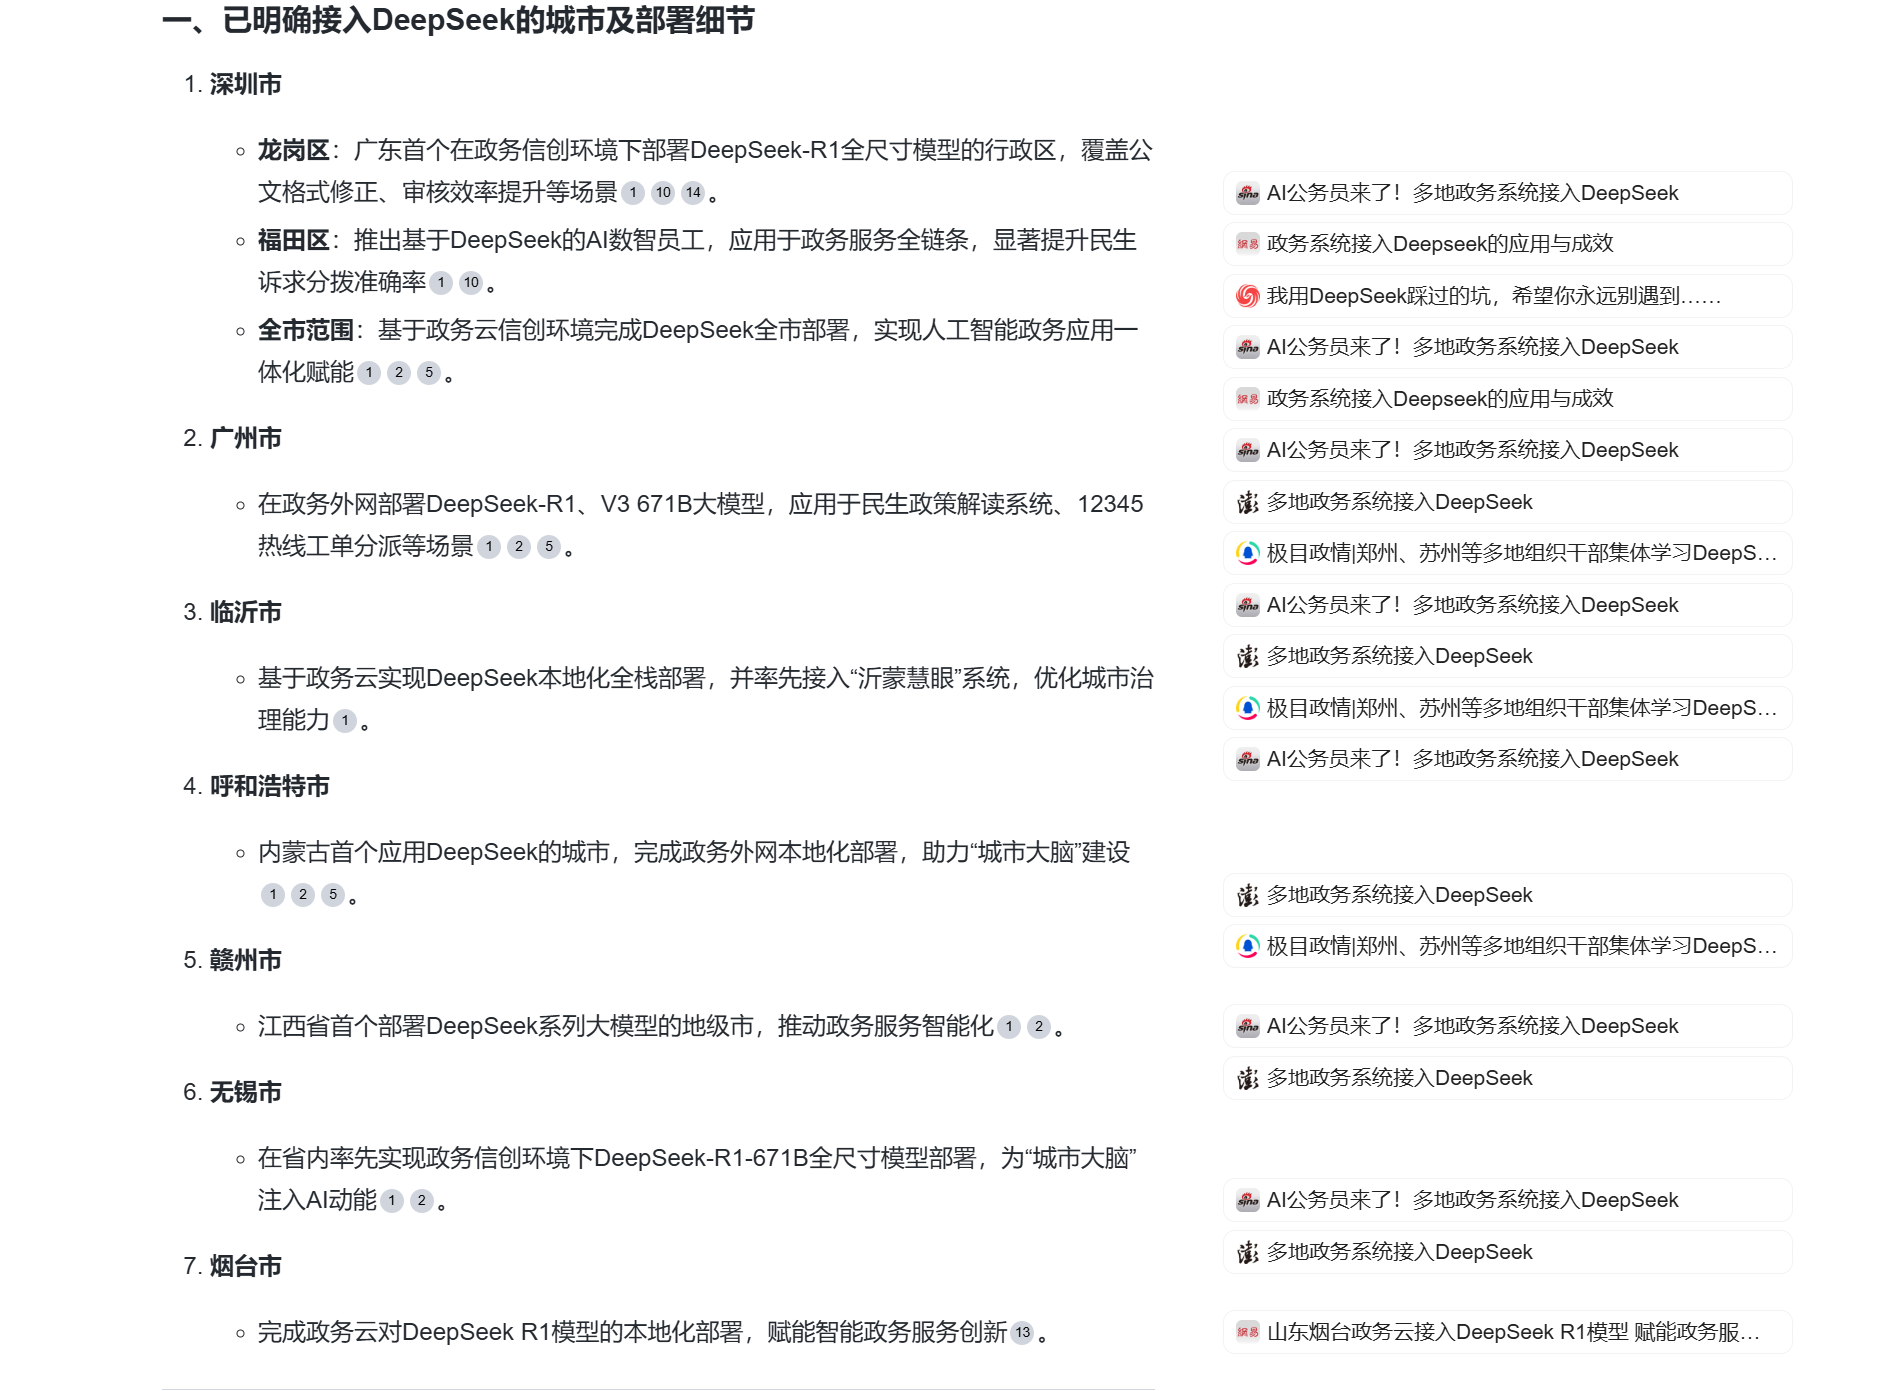 一、已明确接入DeepSeek的城市及部署细节
1. 深圳市
龙岗区：广东首个在政务信创环境下部署DeepSeek-R1全尺寸模型的行政区，覆盖公
文格式修正、审核效率提升等场景 1 10 14 。
福田区：推出基于DeepSeek的AI数智员工，应用于政务服务全链条，显著提升民生
诉求分拨准确率 1 10 。
全市范围：基于政务云信创环境完成DeepSeek全市部署，实现人工智能政务应用一
体化赋能 1 2 5 。
2. 广州市
在政务外网部署DeepSeek-R1、V3 671B大模型，应用于民生政策解读系统、12345
热线工单分派等场景 1 2 5 。
3. 临沂市
基于政务云实现DeepSeek本地化全栈部署，并率先接入“沂蒙慧眼”系统，优化城市治
理能力 1 。
4. 呼和浩特市
内蒙古首个应用DeepSeek的城市，完成政务外网本地化部署，助力“城市大脑”建设
1 2 5 。
5. 赣州市
江西省首个部署DeepSeek系列大模型的地级市，推动政务服务智能化 1 2 。
6. 无锡市
在省内率先实现政务信创环境下DeepSeek-R1-671B全尺寸模型部署，为“城市大脑”
注入AI动能 1 2 。
7. 烟台市
完成政务云对DeepSeek R1模型的本地化部署，赋能智能政务服务创新 13 。
sina AI公务员来了！多地政务系统接入DeepSeek
網易 政务系统接入Deepseek的应用与成效
我用DeepSeek踩过的坑，希望你永远别遇到……
sina AI公务员来了！多地政务系统接入DeepSeek
網易 政务系统接入Deepseek的应用与成效
sina AI公务员来了！多地政务系统接入DeepSeek
澎 多地政务系统接入DeepSeek
极目政情|郑州、苏州等多地组织干部集体学习DeepS…
sina AI公务员来了！多地政务系统接入DeepSeek
澎 多地政务系统接入DeepSeek
极目政情|郑州、苏州等多地组织干部集体学习DeepS…
sina AI公务员来了！多地政务系统接入DeepSeek
澎 多地政务系统接入DeepSeek
极目政情|郑州、苏州等多地组织干部集体学习DeepS…
sina AI公务员来了！多地政务系统接入DeepSeek
澎 多地政务系统接入DeepSeek
sina AI公务员来了！多地政务系统接入DeepSeek
澎 多地政务系统接入DeepSeek
網易 山东烟台政务云接入DeepSeek R1模型 赋能政务服…